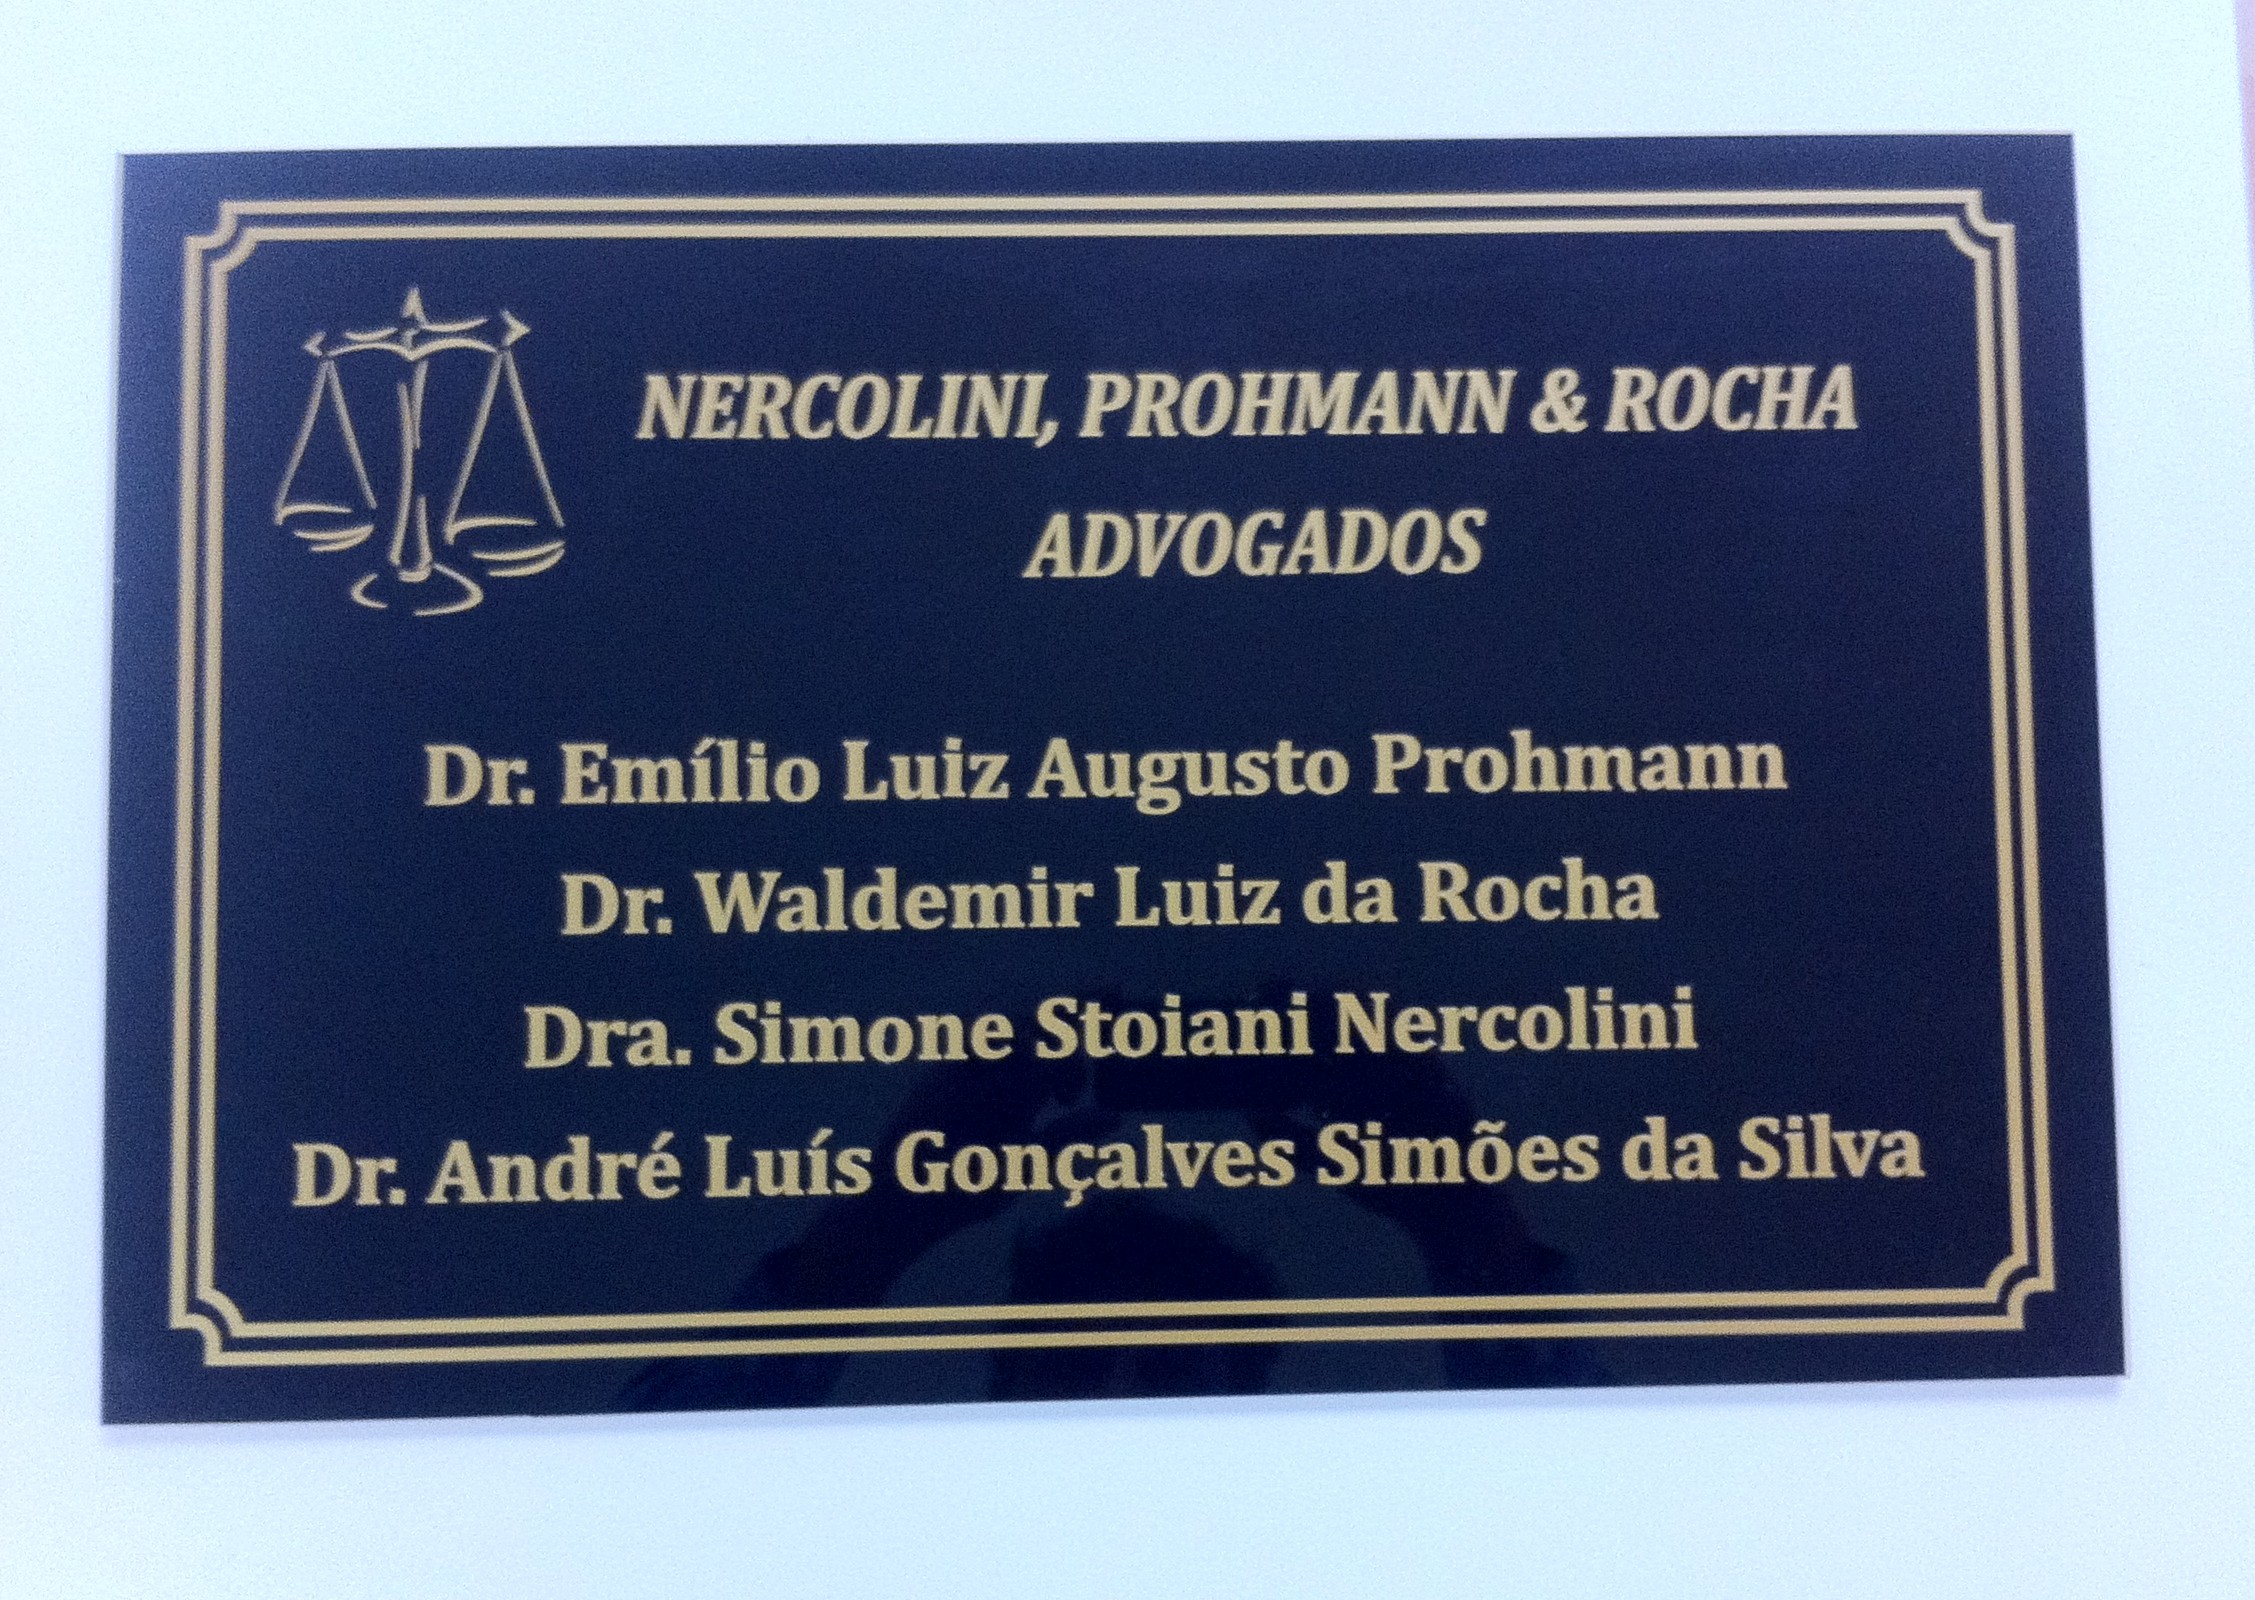 NERCOLINI, PROHMANN & ROCHA
ADVOGADOS
Dr. Emílio Luiz Augusto Prohmann
Dr. Waldemir Luiz da Rocha
Dra. Simone Stoiani Nercolini
Dr. André Luís Gonçalves Simões da Silva